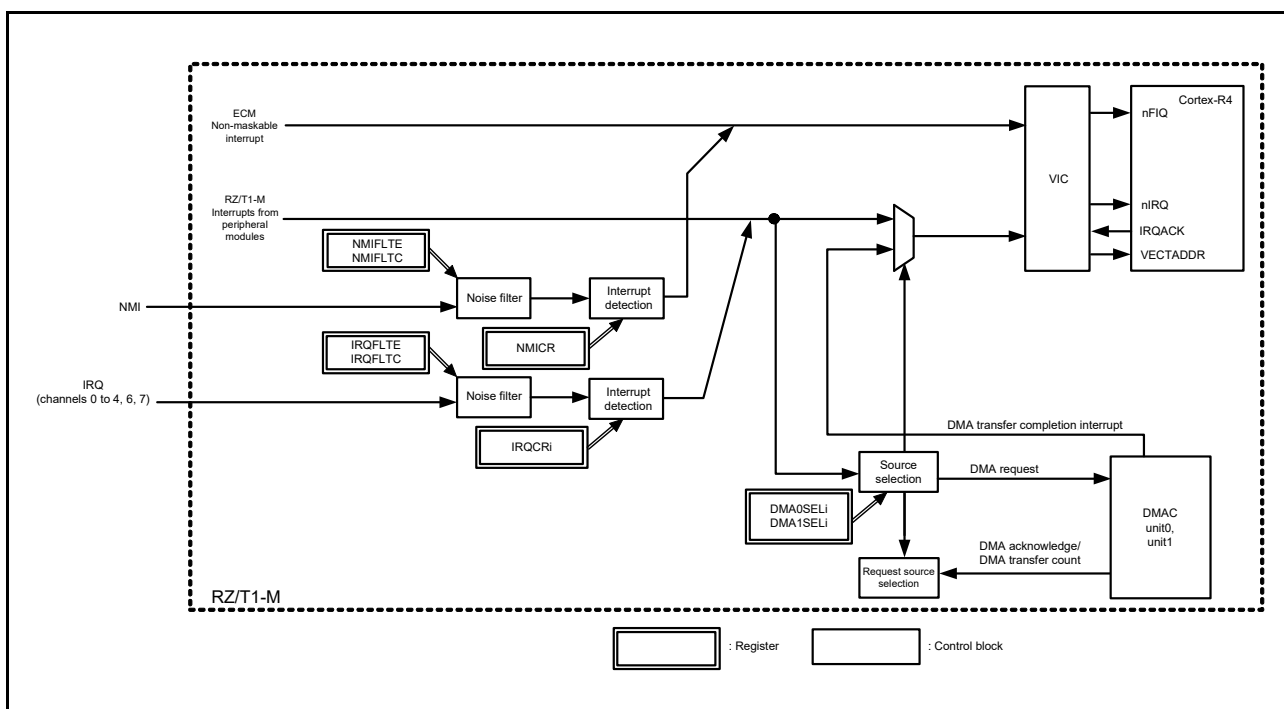 ECM
Non-maskable
interrupt
RZ/T1-M
Interrupts from
peripheral
modules
NMIFLTE
NMIFLTC
NMI
Noise filter
Interrupt
detection
NMICR
IRQFLTE
IRQFLTC
IRQ
(channels 0 to 4, 6, 7)
Noise filter
Interrupt
detection
IRQCRi
VIC
Cortex-R4
nFIQ
nIRQ
IRQACK
VECTADDR
DMA transfer completion interrupt
Source
selection
DMA request
DMA0SELi
DMA1SELi
DMAC
unit0,
unit1
DMA acknowledge/
DMA transfer count
Request source
selection
RZ/T1-M
: Register
: Control block